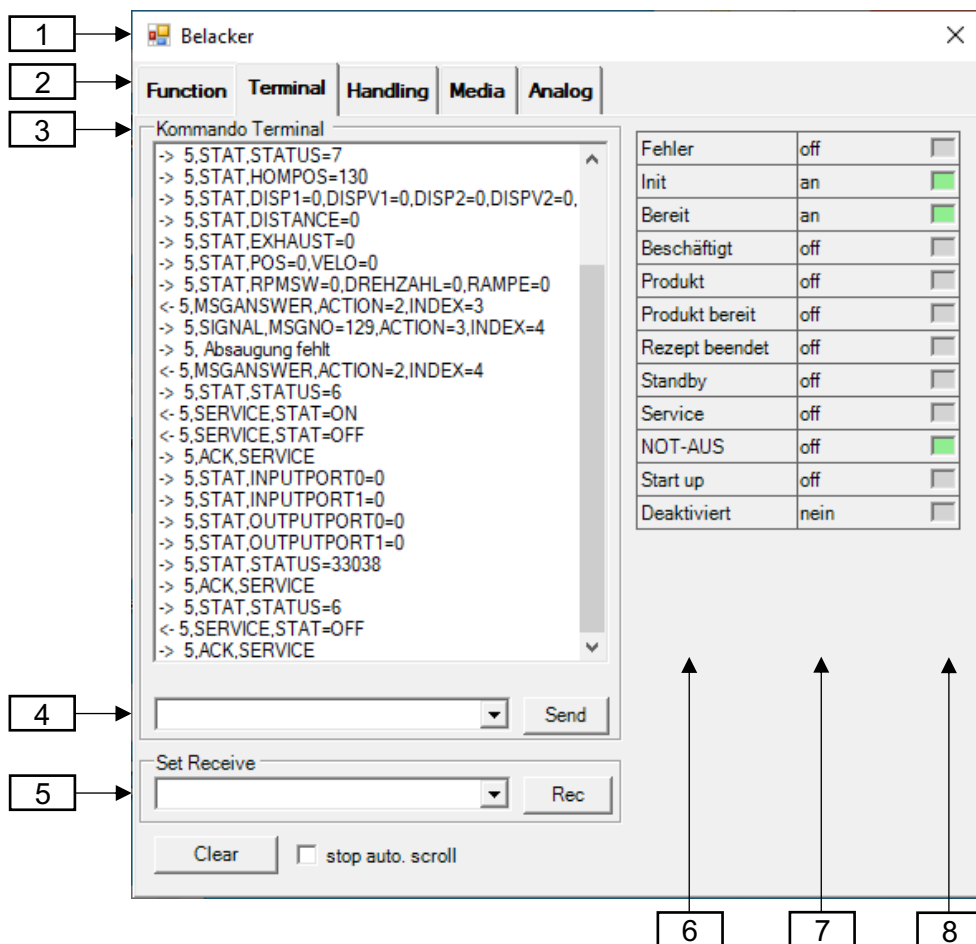 1
Belacker
2
Function Terminal Handling Media Analog
3
Kommando Terminal
-> 5,STAT,STATUS=7
-> 5,STAT,HOMPOS=130
-> 5,STAT,DISP1=0,DISPV1=0,DISP2=0,DISPV2=0,
-> 5,STAT,DISTANCE=0
-> 5,STAT,EXHAUST=0
-> 5,STAT,POS=0,VELO=0
-> 5,STAT,RPMSW=0,DREHZAHL=0,RAMPE=0
<- 5,MSGANSWER,ACTION=2,INDEX=3
-> 5,SIGNAL,MSGNO=129,ACTION=3,INDEX=4
-> 5, Absaugung fehlt
<- 5,MSGANSWER,ACTION=2,INDEX=4
-> 5,STAT,STATUS=6
<- 5,SERVICE,STAT=ON
<- 5,SERVICE,STAT=OFF
-> 5,ACK,SERVICE
-> 5,STAT,INPUTPORT0=0
-> 5,STAT,INPUTPORT1=0
-> 5,STAT,OUTPUTPORT0=0
-> 5,STAT,OUTPUTPORT1=0
-> 5,STAT,STATUS=33038
-> 5,ACK,SERVICE
-> 5,STAT,STATUS=6
<- 5,SERVICE,STAT=OFF
-> 5,ACK,SERVICE
Fehler off
Init an
Bereit an
Beschäftigt off
Produkt off
Produkt bereit off
Rezept beendet off
Standby off
Service off
NOT-AUS off
Start up off
Deaktiviert nein
4
Send
Set Receive
5
Rec
Clear stop auto. scroll
6 7 8